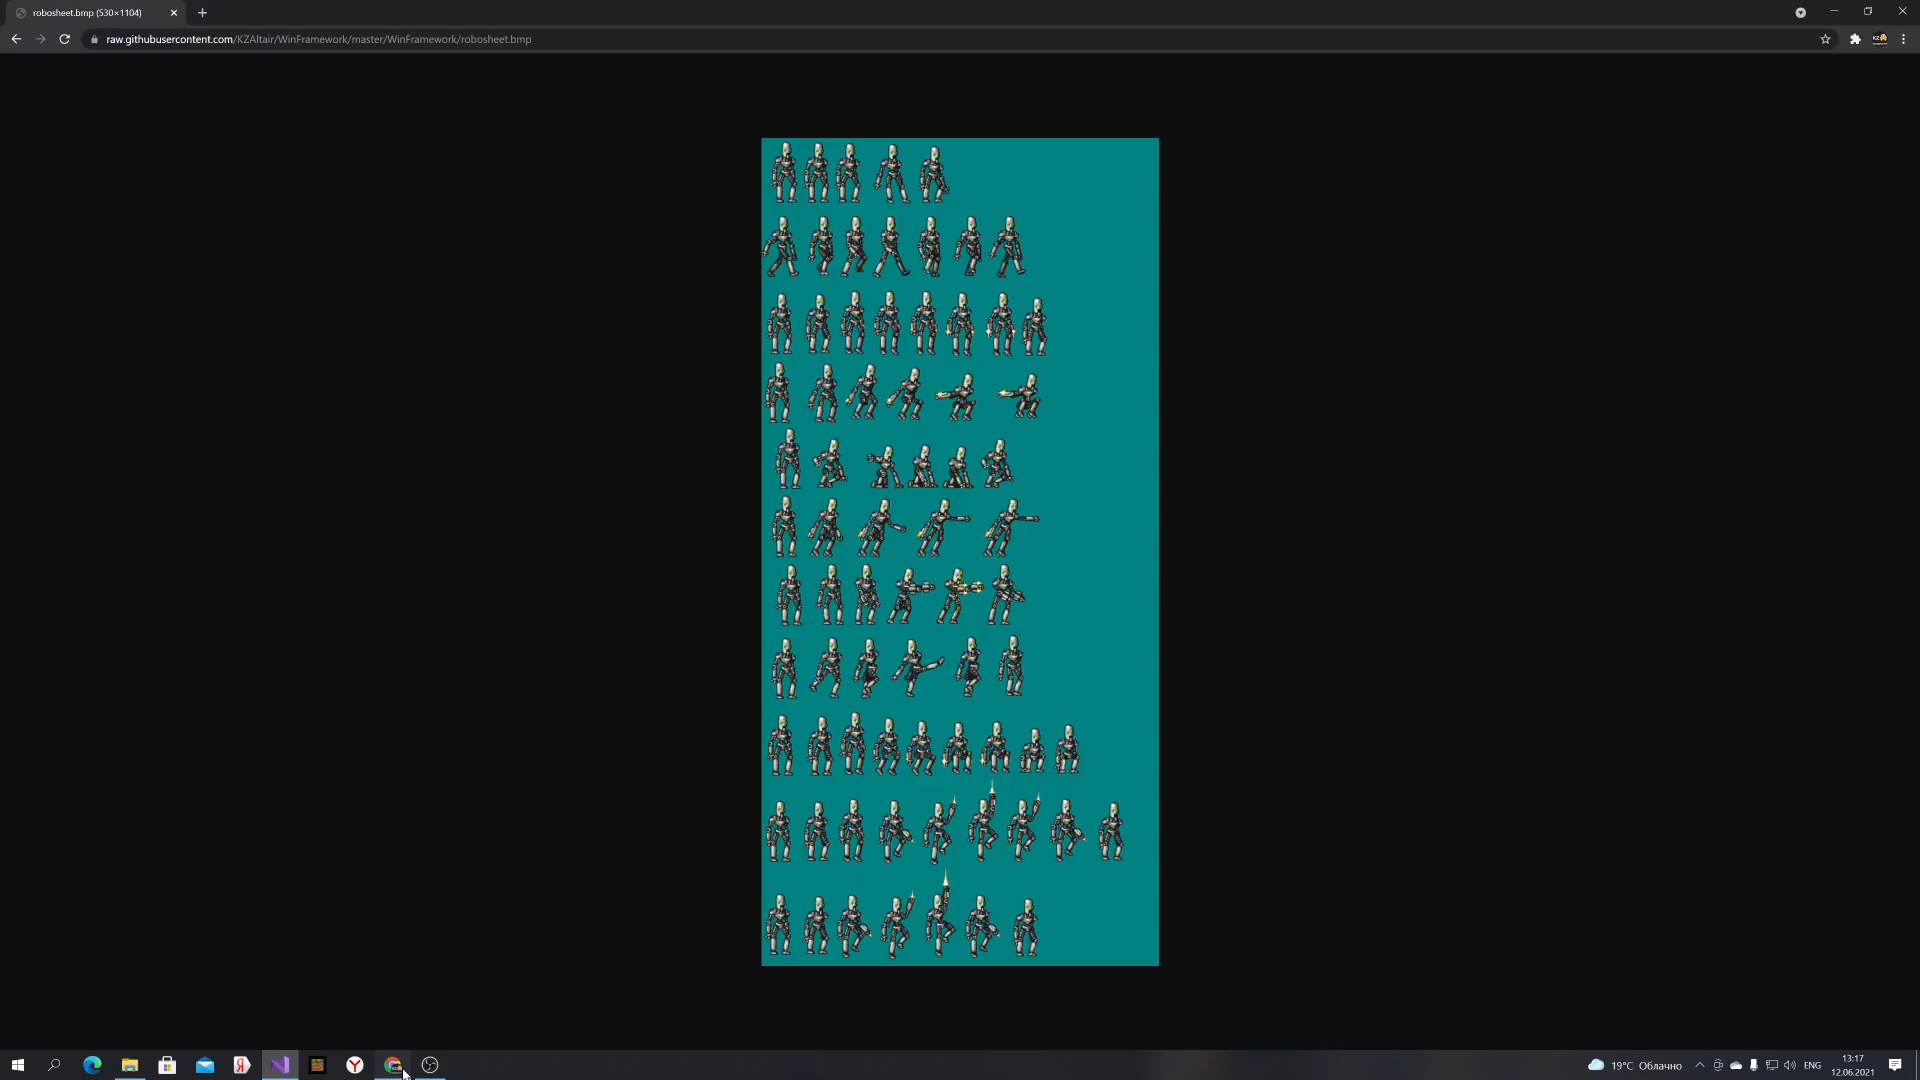 robosheet.bmp (530×1104)
raw.githubusercontent.com/KZAltair/WinFramework/master/WinFramework/robosheet.bmp
19°C Облачно
ENG
13:17
12.06.2021